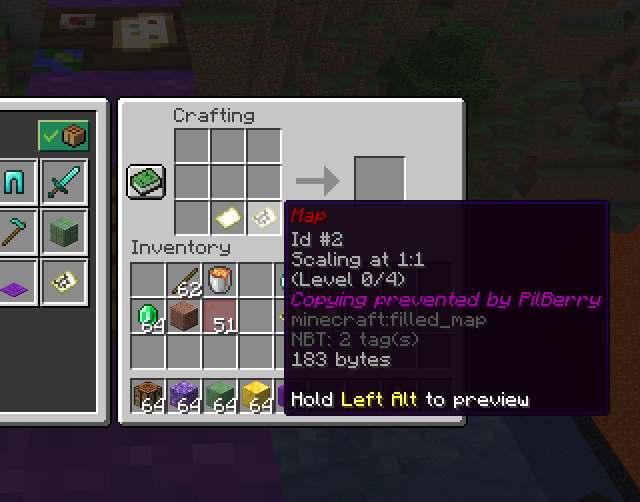 Crafting
Map
Id #2
Scaling at 1:1
(Level 0/4)
Copying prevented by PilBerry
minecraft:filled_map
NBT: 2 tag(s)
183 bytes
Hold Left Alt to preview
Inventory
62
64
51
64
64
64
64